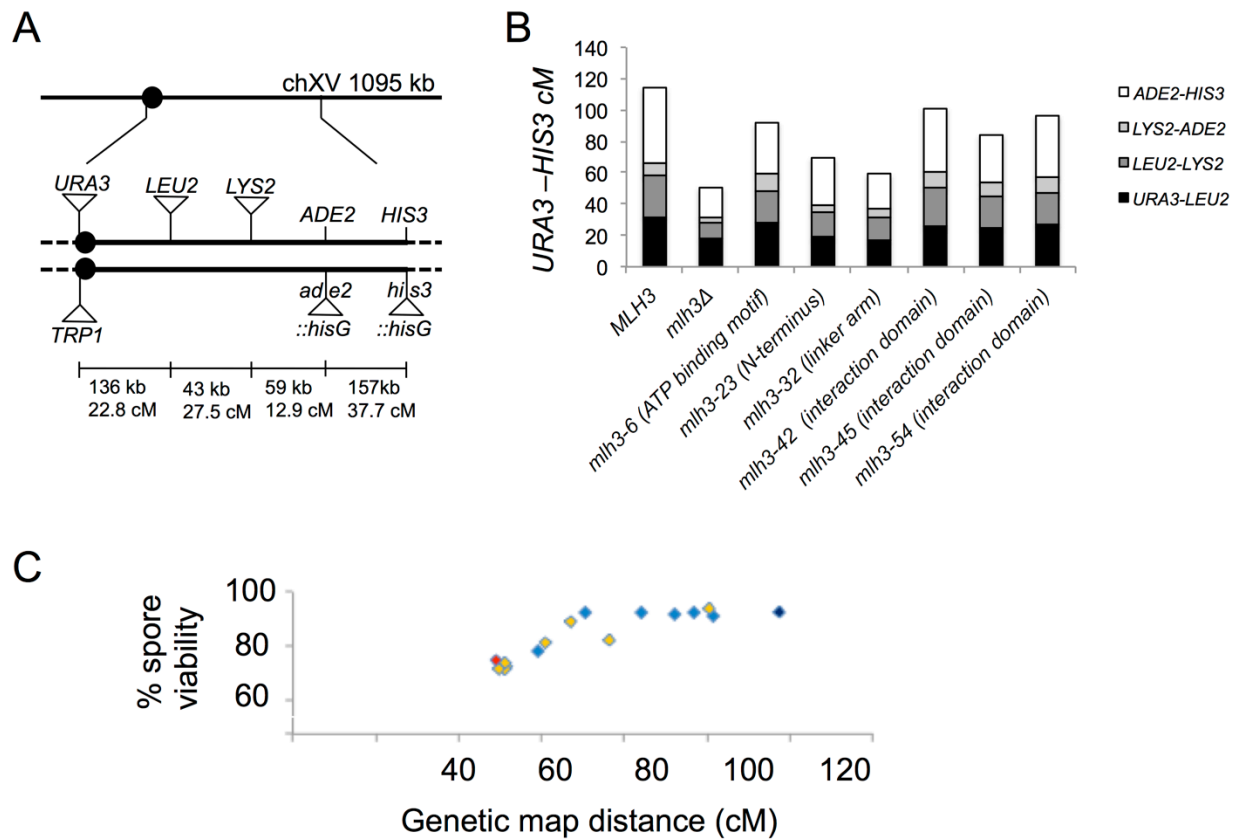 A
chXV 1095 kb
URA3
LEU2
LYS2
ADE2
HIS3
TRP1
ade2
::hisG
his3
::hisG
136 kb
22.8 cM
43 kb
27.5 cM
59 kb
12.9 cM
157kb
37.7 cM
B
URA3 –HIS3 cM
140
120
100
80
60
40
20
0
MLH3
mlh3Δ
mlh3-6 (ATP binding motif)
mlh3-23 (N-terminus)
mlh3-32 (linker arm)
mlh3-42 (interaction domain)
mlh3-45 (interaction domain)
mlh3-54 (interaction domain)
ADE2-HIS3
LYS2-ADE2
LEU2-LYS2
URA3-LEU2
C
% spore
viability
100
80
60
40 60 80 100 120
Genetic map distance (cM)